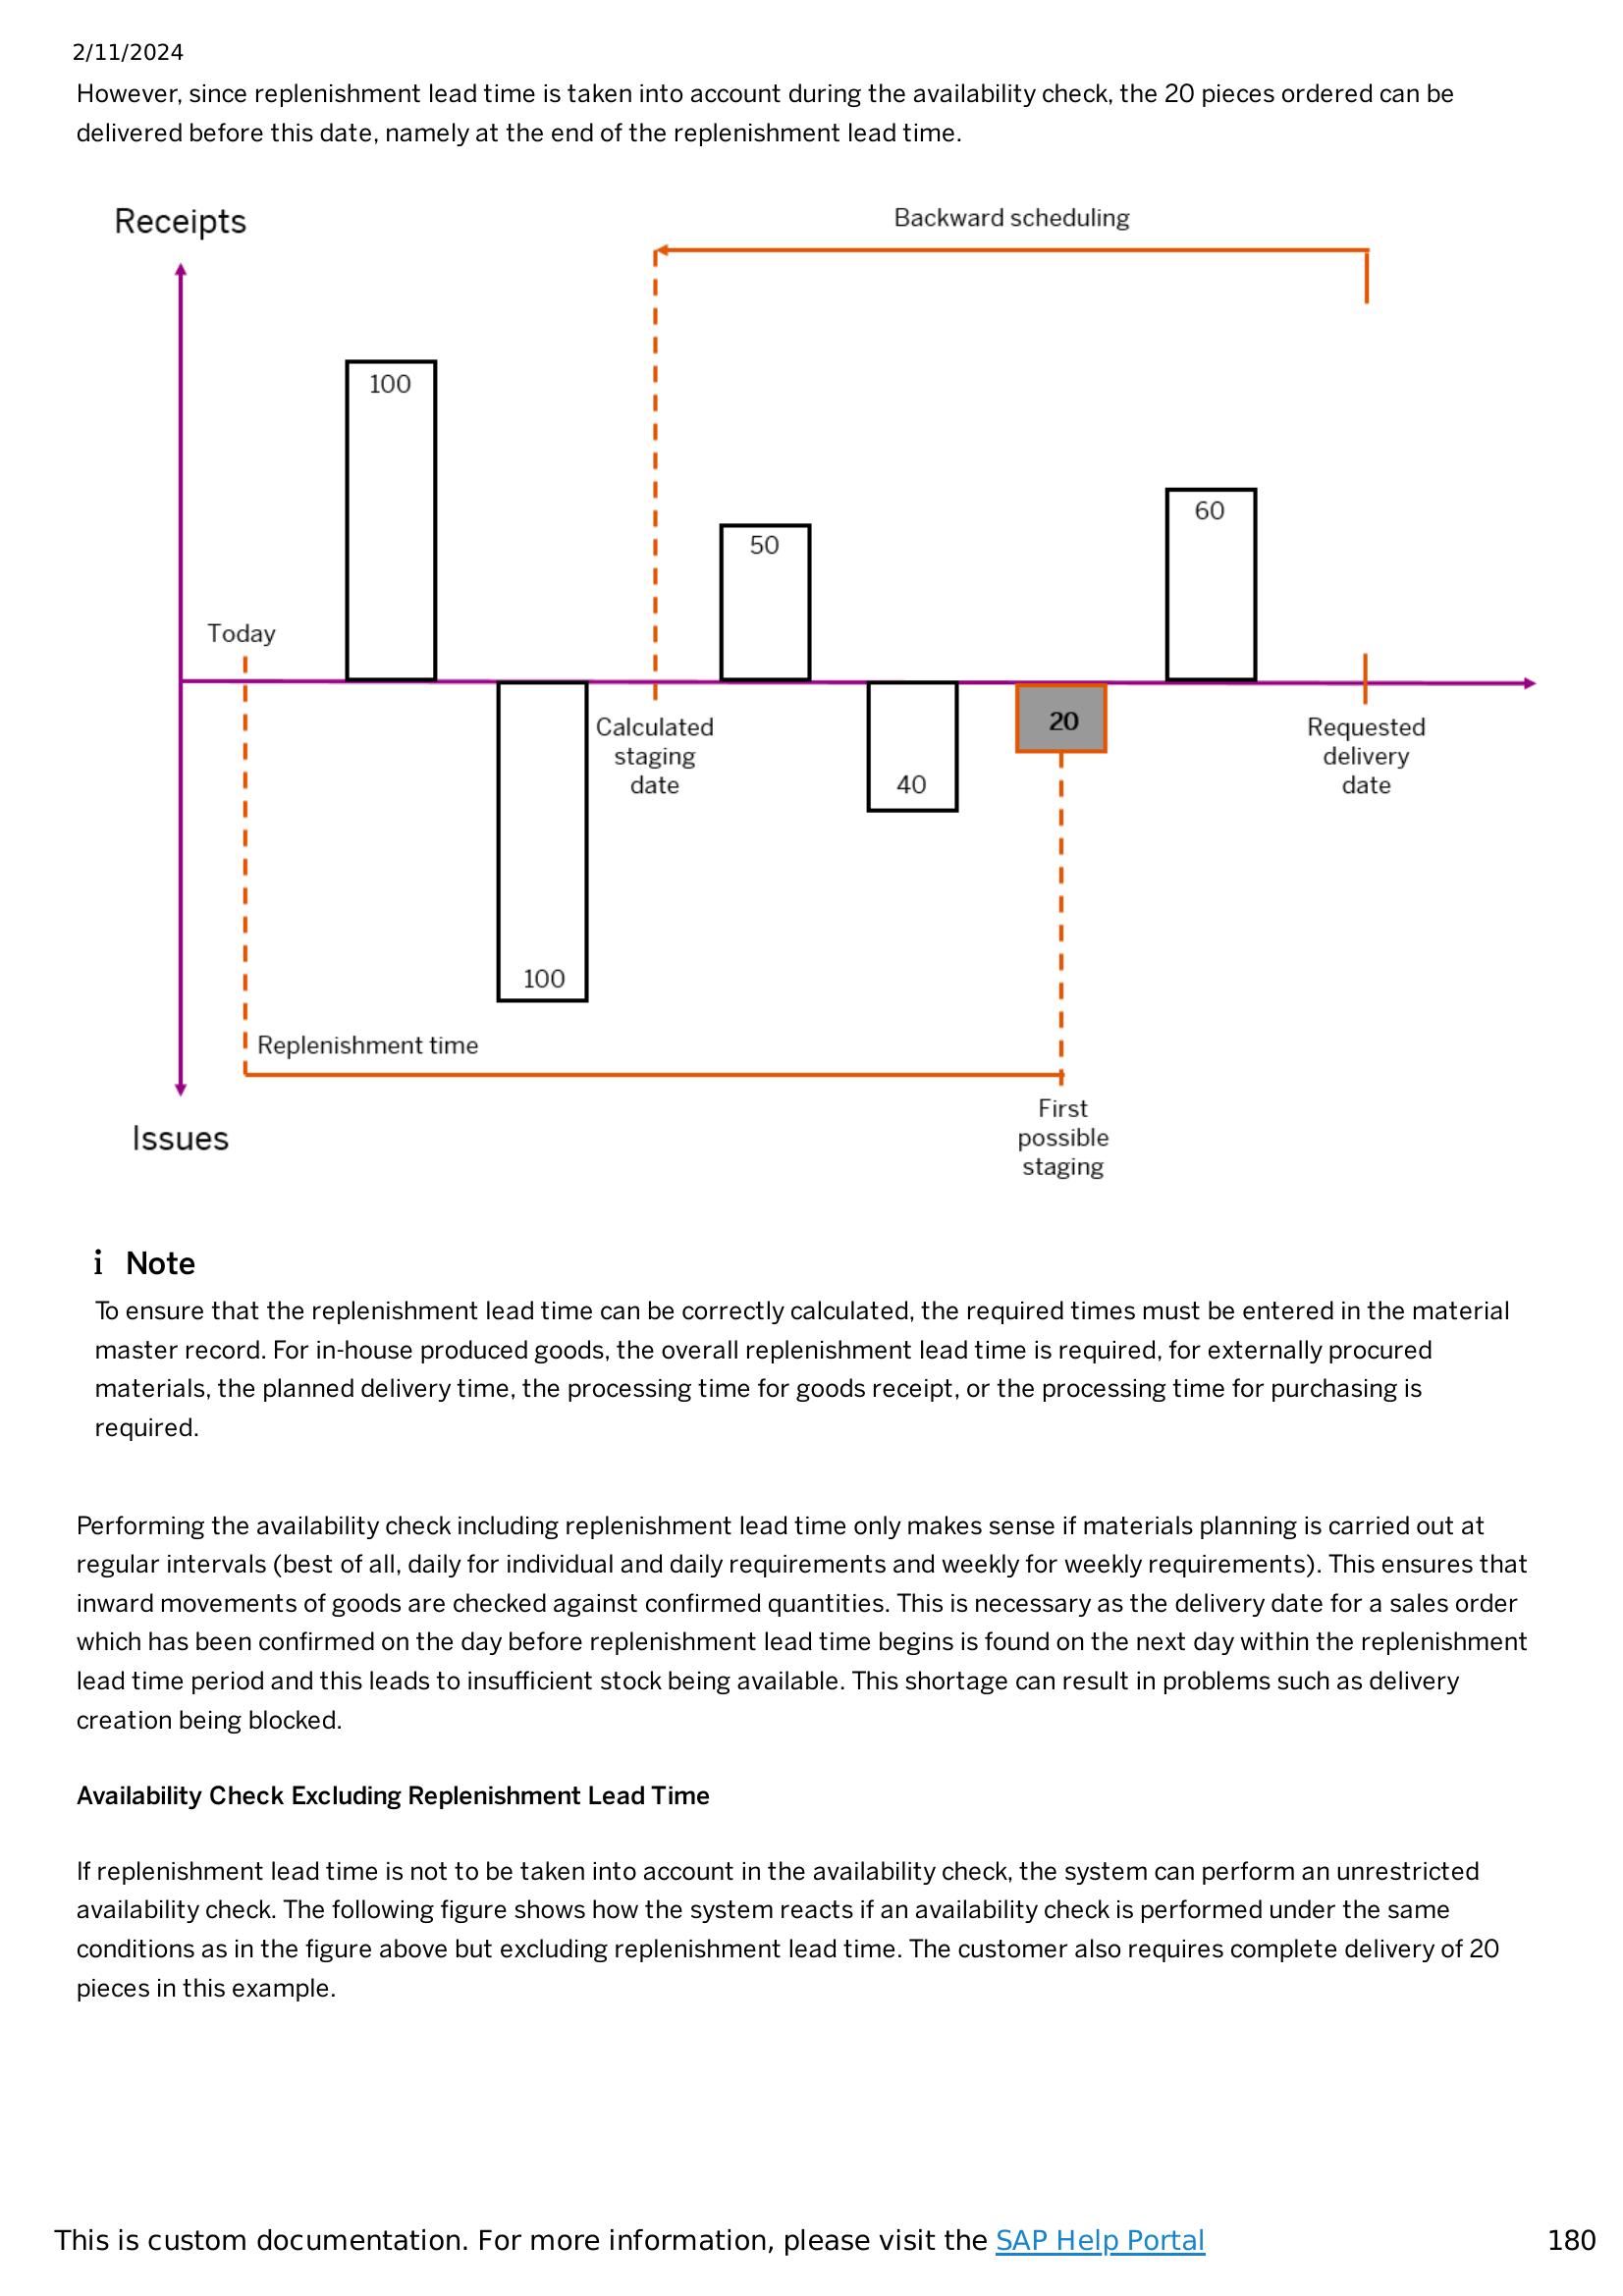 2/11/2024
However, since replenishment lead time is taken into account during the availability check, the 20 pieces ordered can be
delivered before this date, namely at the end of the replenishment lead time.
Receipts
Backward scheduling
100
50
60
Today
Calculated
staging
date
20
Requested
delivery
date
40
100
Replenishment time
First
possible
staging
Issues
i Note
To ensure that the replenishment lead time can be correctly calculated, the required times must be entered in the material
master record. For in-house produced goods, the overall replenishment lead time is required, for externally procured
materials, the planned delivery time, the processing time for goods receipt, or the processing time for purchasing is
required.
Performing the availability check including replenishment lead time only makes sense if materials planning is carried out at
regular intervals (best of all, daily for individual and daily requirements and weekly for weekly requirements). This ensures that
inward movements of goods are checked against confirmed quantities. This is necessary as the delivery date for a sales order
which has been confirmed on the day before replenishment lead time begins is found on the next day within the replenishment
lead time period and this leads to insufficient stock being available. This shortage can result in problems such as delivery
creation being blocked.
Availability Check Excluding Replenishment Lead Time
If replenishment lead time is not to be taken into account in the availability check, the system can perform an unrestricted
availability check. The following figure shows how the system reacts if an availability check is performed under the same
conditions as in the figure above but excluding replenishment lead time. The customer also requires complete delivery of 20
pieces in this example.
This is custom documentation. For more information, please visit the SAP Help Portal
180